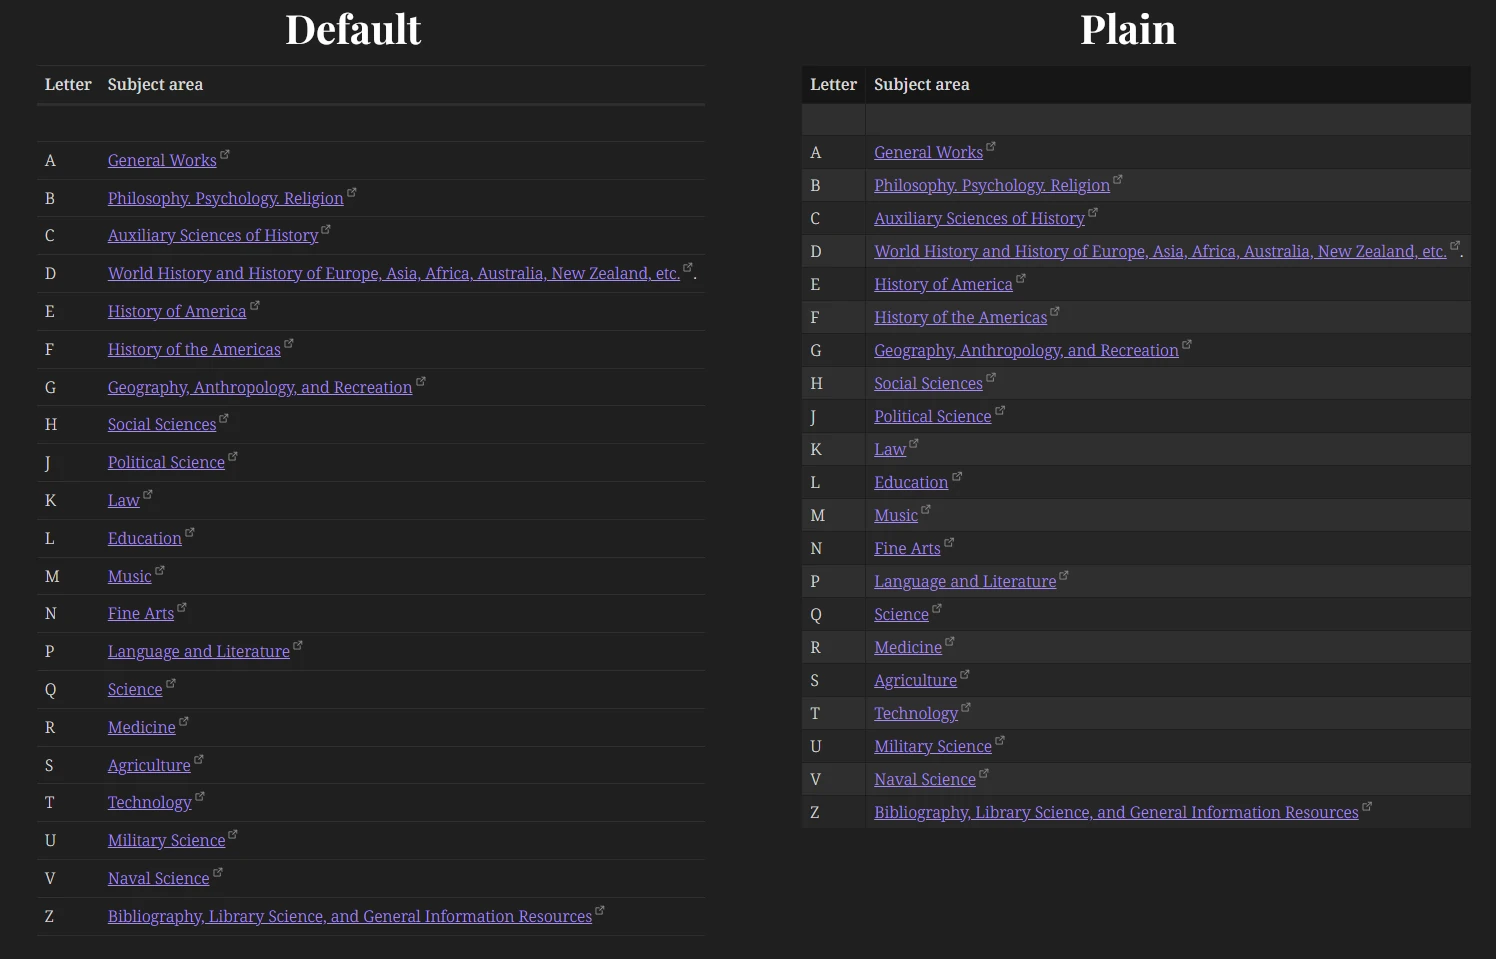 Default
Letter Subject area
A General Works
B Philosophy. Psychology. Religion
C Auxiliary Sciences of History
D World History and History of Europe, Asia, Africa, Australia, New Zealand, etc. .
E History of America
F History of the Americas
G Geography, Anthropology, and Recreation
H Social Sciences
J Political Science
K Law
L Education
M Music
N Fine Arts
P Language and Literature
Q Science
R Medicine
S Agriculture
T Technology
U Military Science
V Naval Science
Z Bibliography, Library Science, and General Information Resources
Plain
Letter Subject area
A General Works
B Philosophy. Psychology. Religion
C Auxiliary Sciences of History
D World History and History of Europe, Asia, Africa, Australia, New Zealand, etc. .
E History of America
F History of the Americas
G Geography, Anthropology, and Recreation
H Social Sciences
J Political Science
K Law
L Education
M Music
N Fine Arts
P Language and Literature
Q Science
R Medicine
S Agriculture
T Technology
U Military Science
V Naval Science
Z Bibliography, Library Science, and General Information Resources